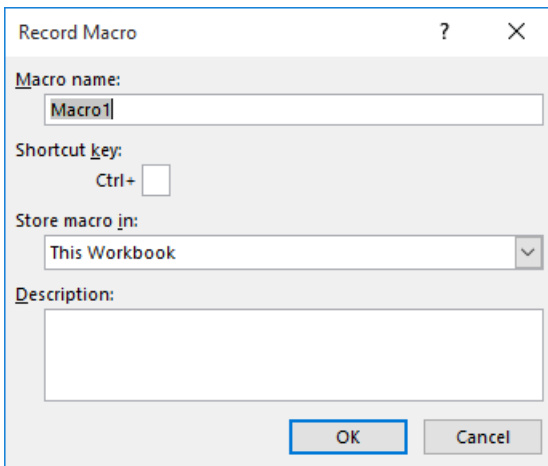 Record Macro ? ×
Macro name:
Macro1
Shortcut key:
Ctrl+
Store macro in:
This Workbook
Description:
OK Cancel